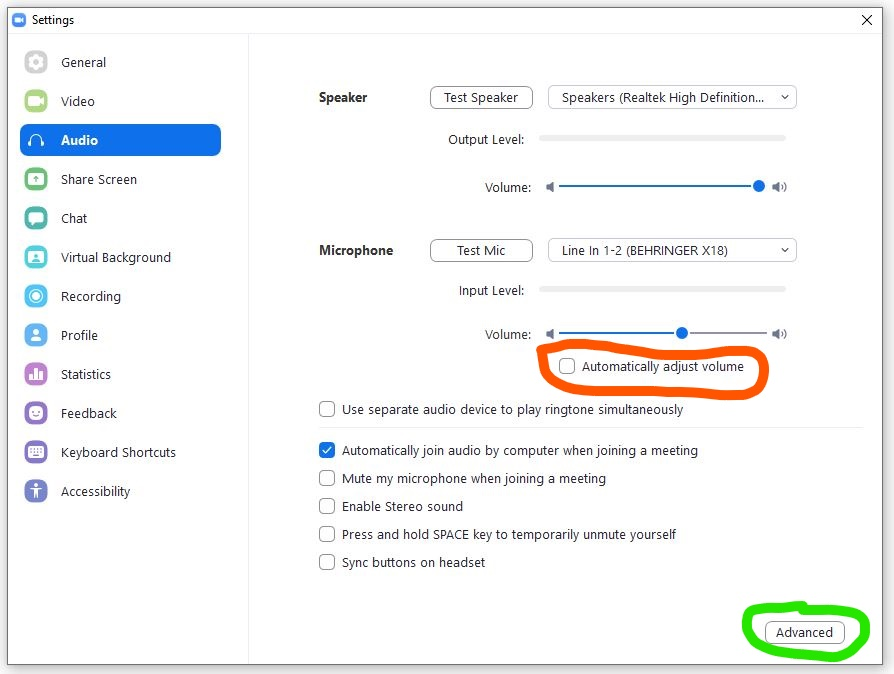 Settings
General
Video
Audio
Share Screen
Chat
Virtual Background
Recording
Profile
Statistics
Feedback
Keyboard Shortcuts
Accessibility
Speaker Test Speaker Speakers (Realtek High Definition...
Output Level:
Volume:
Microphone Test Mic Line In 1-2 (BEHRINGER X18)
Input Level:
Volume:
Automatically adjust volume
Use separate audio device to play ringtone simultaneously
Automatically join audio by computer when joining a meeting
Mute my microphone when joining a meeting
Enable Stereo sound
Press and hold SPACE key to temporarily unmute yourself
Sync buttons on headset
Advanced